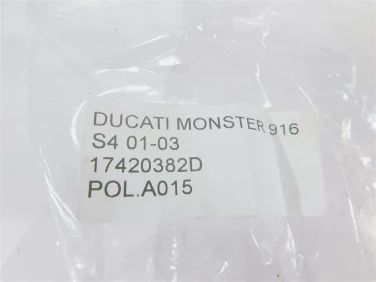 DUCATI MONSTER 916
S4 01-03
17420382D
POL.A015